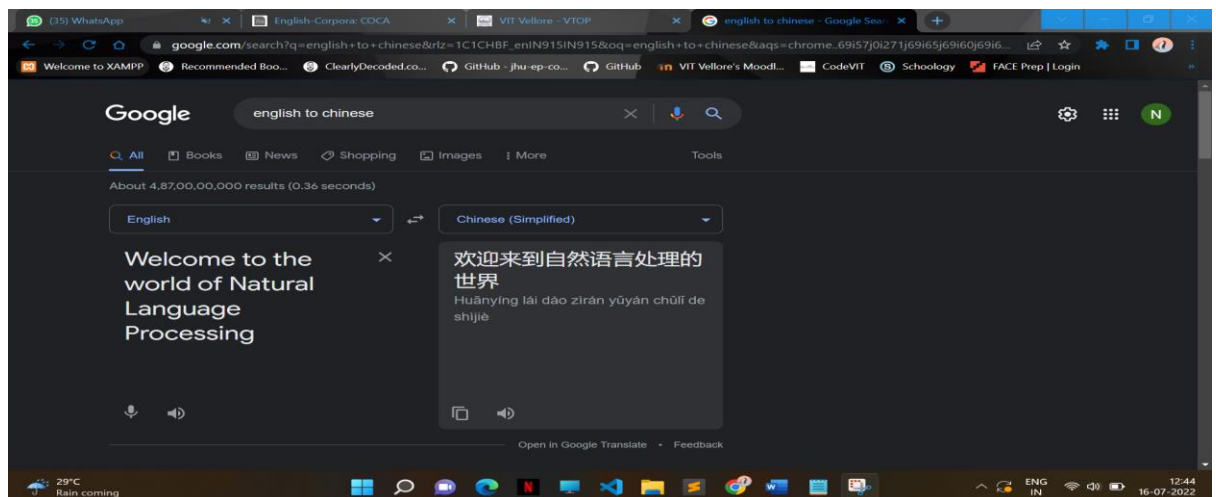 (35) WhatsApp English-Corpora: COCA VIT Vellore - VTOP english to chinese - Google Sear
google.com/search?q=english+to+chinese&rlz=1C1CHBF_enIN915IN915&oq=english+to+chinese&aqs=chrome..69i57j0i271j69i65j69i60j69i6...
Welcome to XAMPP Recommended Boo... ClearlyDecoded.co... GitHub - jhu-ep-co... GitHub VIT Vellore's Moodl... CodeVIT Schoology FACE Prep | Login
Google english to chinese N
All Books News Shopping Images More Tools
About 4,87,00,00,000 results (0.36 seconds)
English Chinese (Simplified)
Welcome to the
world of Natural
Language
Processing
欢迎来到自然语言处理的
世界
Huānyíng lái dào zìrán yǔyán chǔlǐ de
shìjiè
Open in Google Translate • Feedback
29°C
Rain coming
ENG
IN
12:44
16-07-2022